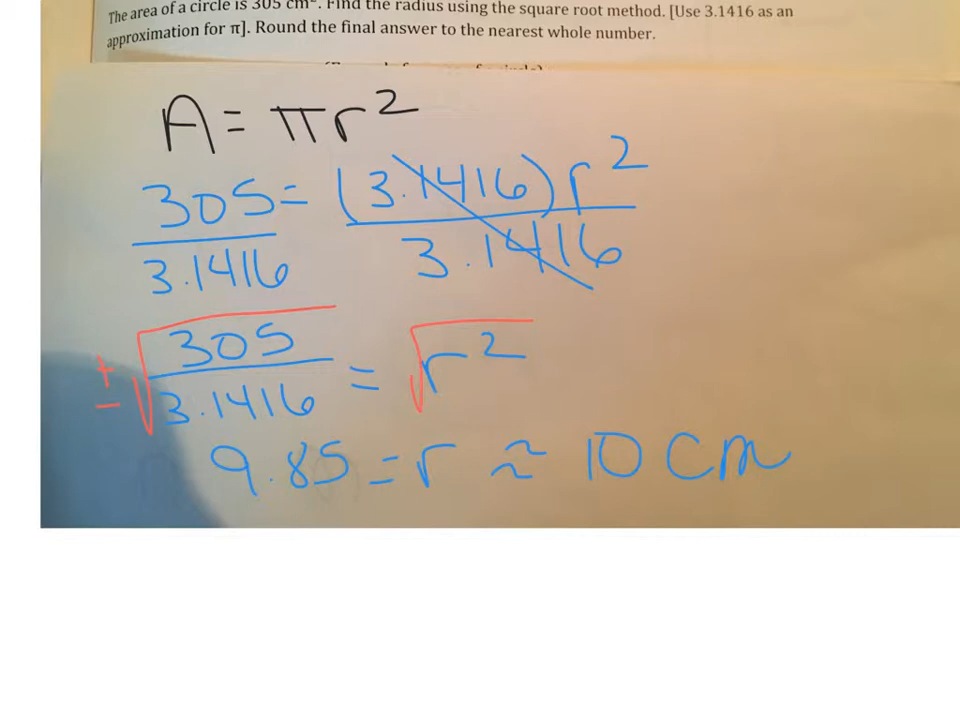 The area of a circle is 305 cm². Find the radius using the square root method. [Use 3.1416 as an
approximation for π]. Round the final answer to the nearest whole number.
A = πr²
305 = (3.1416) r²
3.1416 3.1416
± √305 = √r²
3.1416
9.85 = r ≈ 10 cm